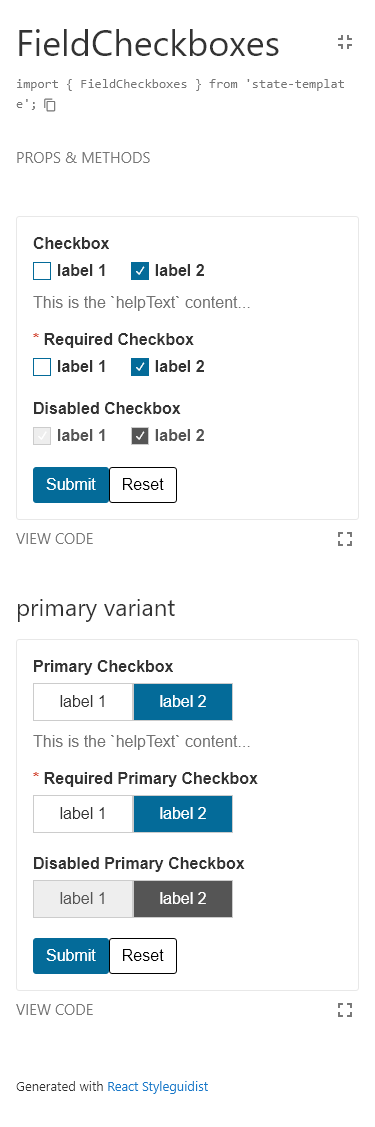 FieldCheckboxes
import { FieldCheckboxes } from 'state-templat
e';
PROPS & METHODS
Checkbox
label 1 label 2
This is the `helpText` content...
* Required Checkbox
label 1 label 2
Disabled Checkbox
label 1 label 2
Submit Reset
VIEW CODE
primary variant
Primary Checkbox
label 1 label 2
This is the `helpText` content...
* Required Primary Checkbox
label 1 label 2
Disabled Primary Checkbox
label 1 label 2
Submit Reset
VIEW CODE
Generated with React Styleguidist